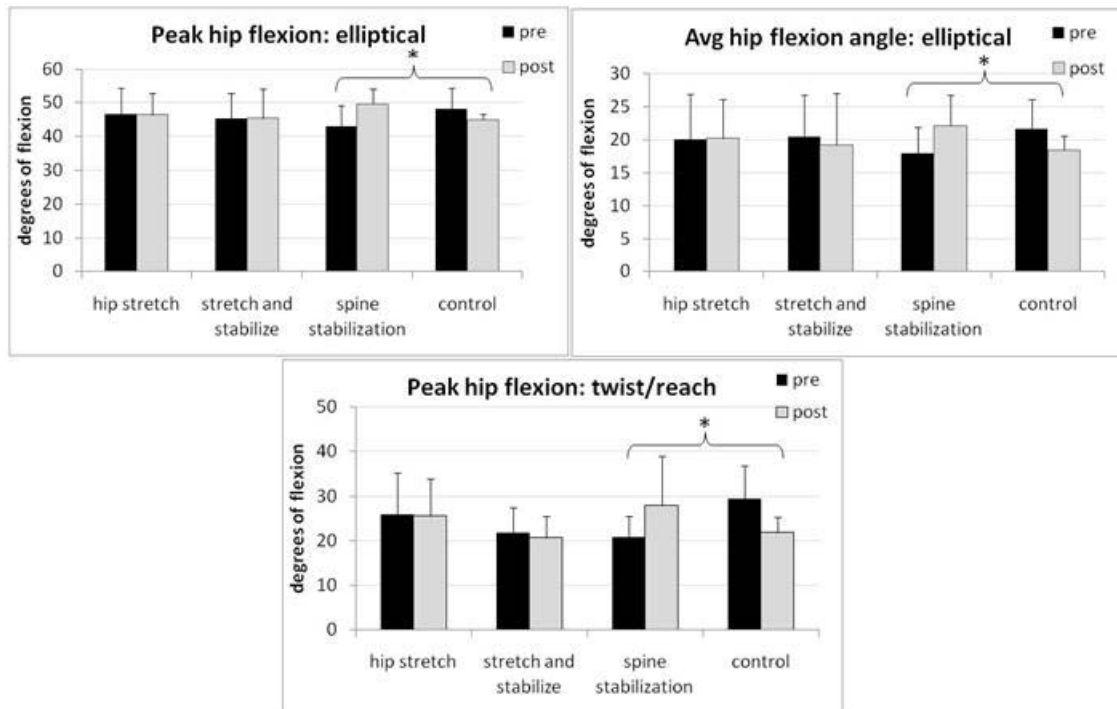 Peak hip flexion: elliptical
pre
post
*
degrees of flexion
60
50
40
30
20
10
0
hip stretch
stretch and
stabilize
spine
stabilization
control
Avg hip flexion angle: elliptical
pre
post
*
degrees of flexion
30
25
20
15
10
5
0
hip stretch
stretch and
stabilize
spine
stabilization
control
Peak hip flexion: twist/reach
pre
post
*
degrees of flexion
50
40
30
20
10
0
hip stretch
stretch and
stabilize
spine
stabilization
control